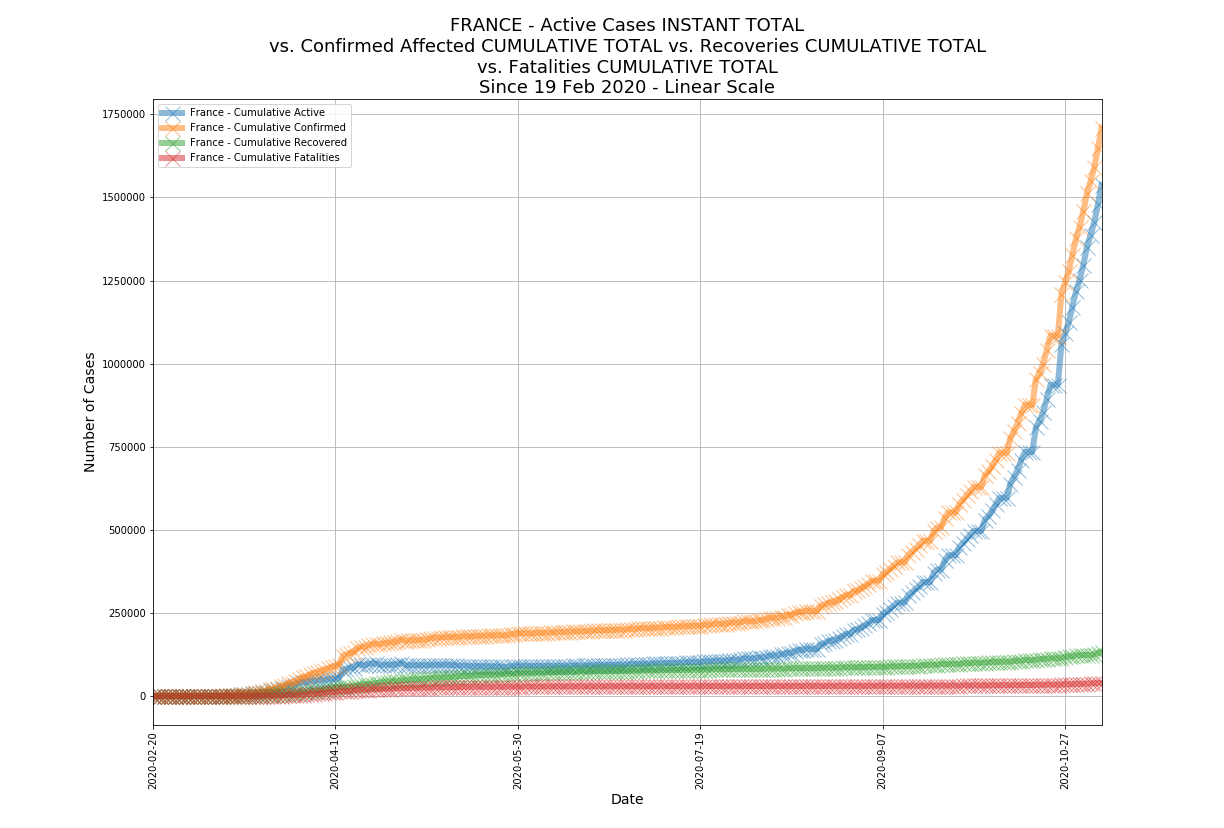 FRANCE - Active Cases INSTANT TOTAL
vs. Confirmed Affected CUMULATIVE TOTAL vs. Recoveries CUMULATIVE TOTAL
vs. Fatalities CUMULATIVE TOTAL
Since 19 Feb 2020 - Linear Scale
France - Cumulative Active
France - Cumulative Confirmed
France - Cumulative Recovered
France - Cumulative Fatalities
Number of Cases
1750000
1500000
1250000
1000000
750000
500000
250000
0
2020-02-20
2020-04-10
2020-05-30
2020-07-19
2020-09-07
2020-10-27
Date